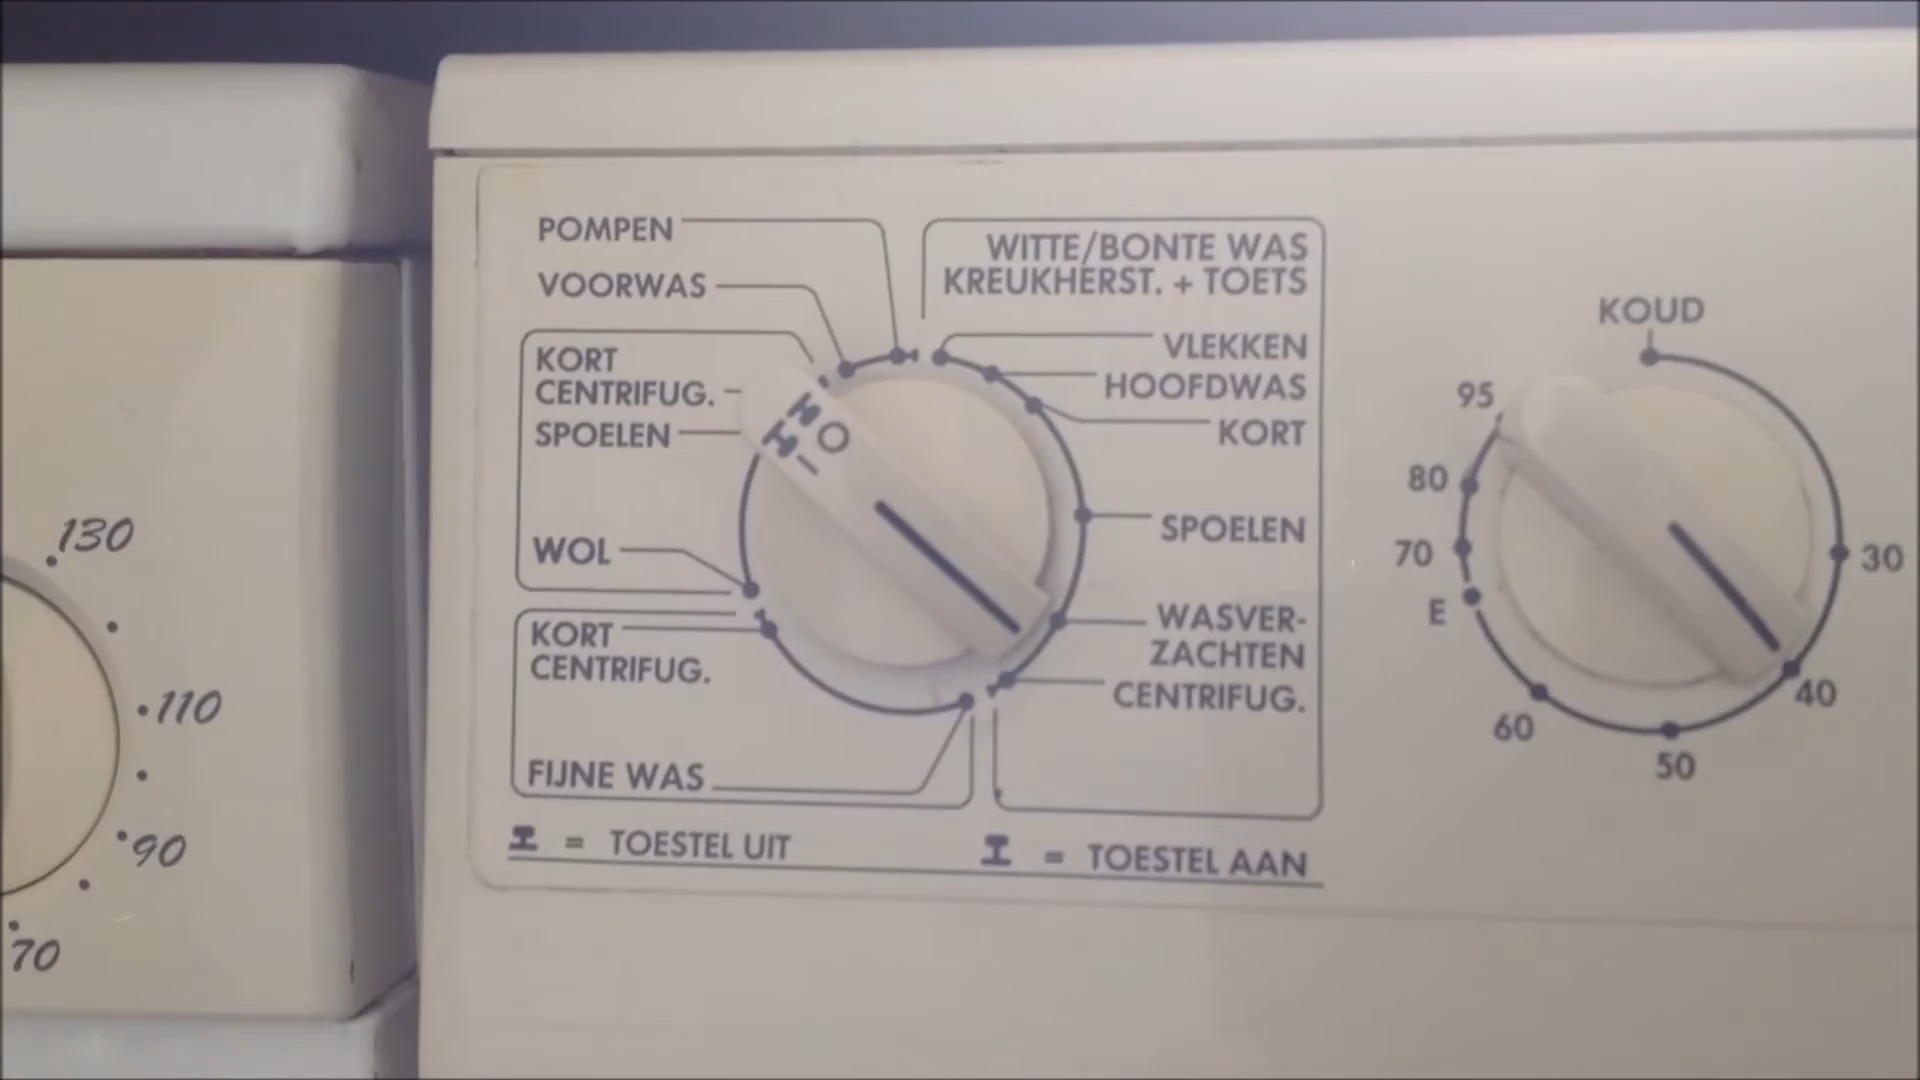 POMPEN
VOORWAS
KORT
CENTRIFUG.
SPOELEN
WOL
KORT
CENTRIFUG.
FIJNE WAS
WITTE/BONTE WAS
KREUKHERST. + TOETS
VLEKKEN
HOOFDWAS
KORT
SPOELEN
WASVER-
ZACHTEN
CENTRIFUG.
= TOESTEL UIT
= TOESTEL AAN
O
I
KOUD
95
80
70
E
60
50
40
30
130
110
90
70